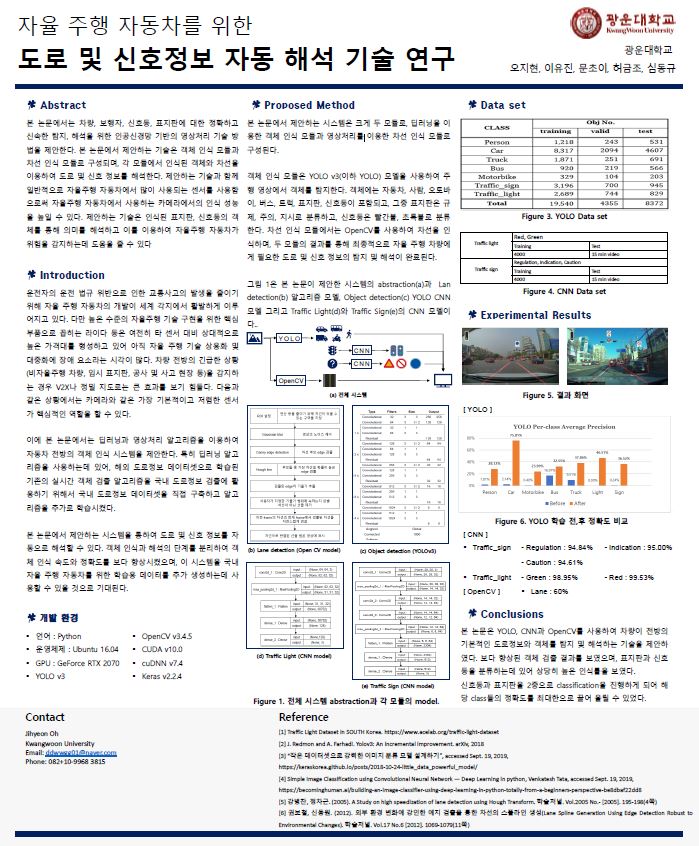 자율 주행 자동차를 위한
도로 및 신호정보 자동 해석 기술 연구
광운대학교
KwangWoon University
광운대학교
오지현, 이유진, 문초이, 허금조, 심동규
Abstract
본 논문에서는 차량, 보행자, 신호등, 표지판에 대한 정확하고
신속한 탐지, 해석을 위한 인공신경망 기반의 영상처리 기술 방
법을 제안한다. 본 논문에서 제안하는 기술은 객체 인식 모듈과
차선 인식 모듈로 구성되며, 각 모듈에서 인식된 객체와 차선을
이용하여 도로 및 신호 정보를 해석한다. 제안하는 기술과 함께
일반적으로 자율주행 자동차에서 많이 사용되는 센서를 사용함
으로써 자율주행 자동차에서 사용하는 카메라에서의 인식 성능
을 높일 수 있다. 제안하는 기술은 인식된 표지판, 신호등의 객
체를 통해 의미를 해석하고 이를 이용하여 자율주행 자동차가
위험을 감지하는데 도움을 줄 수 있다
Introduction
운전자의 운전 법규 위반으로 인한 교통사고의 발생을 줄이기
위해 자율 주행 자동차의 개발이 세계 각지에서 활발하게 이루
어지고 있다. 다만 높은 수준의 자율주행 기술 구현을 위한 핵심
부품으로 꼽히는 라이다 등은 여전히 타 센서 대비 상대적으로
높은 가격대를 형성하고 있어 아직 자율 주행 기술 상용화 및
대중화에 장애 요소라는 시각이 많다. 차량 전방의 긴급한 상황
(비자율주행 차량, 임시 표지판, 공사 및 사고 현장 등)을 감지하
는 경우 V2X나 정밀 지도로는 큰 효과를 보기 힘들다. 다음과
같은 상황에서는 카메라와 같은 가장 기본적이고 저렴한 센서
가 핵심적인 역할을 할 수 있다.
이에 본 논문에서는 딥러닝과 영상처리 알고리즘을 이용하여
자동차 전방의 객체 인식 시스템을 제안한다. 특히 딥러닝 알고
리즘을 사용하는데 있어, 해외 도로정보 데이터셋으로 학습된
기존의 실시간 객체 검출 알고리즘을 국내 도로정보 검출에 활
용하기 위해서 국내 도로정보 데이터셋을 직접 구축하고 알고
리즘을 추가로 학습시켰다.
본 논문에서 제안하는 시스템을 통하여 도로 및 신호 정보를 자
동으로 해석할 수 있다. 객체 인식과 해석의 단계를 분리하여 객
체 인식 속도와 정확도를 보다 향상시켰으며, 이 시스템을 국내
자율 주행 자동차를 위한 학습용 데이터를 추가 생성하는데 사
용할 수 있을 것으로 기대된다.
개발 환경
• 언어 : Python
• 운영체제 : Ubuntu 16.04
• GPU : GeForce RTX 2070
• YOLO v3
• OpenCV v3.4.5
• CUDA v10.0
• cuDNN v7.4
• Keras v2.2.4
Proposed Method
본 논문에서 제안하는 시스템은 크게 두 모듈로, 딥러닝을 이
용한 객체 인식 모듈과 영상처리를 이용한 차선 인식 모듈로
구성된다.
객체 인식 모듈은 YOLO v3(이하 YOLO) 모델을 사용하여 주
행 영상에서 객체를 탐지한다. 객체에는 자동차, 사람, 오토바
이, 버스, 트럭, 표지판, 신호등이 포함되고, 그중 표지판은 규
제, 주의, 지시로 분류하고, 신호등은 빨간불, 초록불로 분류
한다. 차선 인식 모듈에서는 OpenCV를 사용하여 차선을 인
식하며, 두 모듈의 결과를 통해 최종적으로 자율 주행 차량에
게 필요한 도로 및 신호 정보의 탐지 및 해석이 완료된다.
그림 1은 본 논문이 제안한 시스템의 abstraction(a)과 Lan
detection(b) 알고리즘 모델, Object detection(c) YOLO CNN
모델 그리고 Traffic Light(d)와 Traffic Sign(e)의 CNN 모델이
다..
YOLO
CNN
CNN
OpenCV
(a) 전체 시스템
Canny edge detection
Hough line
(b) Lane detection (Open CV model)
Type Filters Size Output
(c) Object detection (YOLOv3)
(d) Traffic Light (CNN model)
(e) Traffic Sign (CNN model)
Figure 1. 전체 시스템 abstraction과 각 모듈의 model.
Data set
CLASS Obj No.
training valid test
Person 1,218 243 531
Car 8,317 2094 4607
Truck 1,871 251 691
Bus 920 219 566
Motorbike 329 104 203
Traffic_sign 3,196 700 945
Traffic_light 2,689 744 829
TOTAL 19,540 4355 8372
Figure 3. YOLO Data set
Traffic light Red, Green
Training Test
4000 15 min video
Traffic sign Regulation, Indication, Caution
Training Test
4000 15 min video
Figure 4. CNN Data set
Experimental Results
Figure 5. 결과 화면
[ YOLO ]
YOLO Per-class Average Precision
Person Car Motorbike Bus Truck Light Sign
Before After
Figure 6. YOLO 학습 전,후 정확도 비교
[ CNN ]
• Traffic_sign - Regulation : 94.84% - Indication : 95.00%
- Caution : 94.61%
• Traffic_light - Green : 98.95% - Red : 99.53%
[ OpenCV ] • Lane : 60%
Conclusions
본 논문은 YOLO, CNN과 OpenCV를 사용하여 차량이 전방의
기본적인 도로정보와 객체를 탐지 및 해석하는 기술을 제안하
였다. 보다 향상된 객체 검출 결과를 보였으며, 표지판과 신호
등을 분류하는데 있어 상당히 높은 인식률을 보였다.
신호등과 표지판을 2중으로 classification을 진행하게 되어 해
당 class들의 정확도를 최대한으로 끌어 올릴 수 있었다.
Contact
Jihyeon Oh
Kwangwoon University
Email: ddwwgg01@naver.com
Phone: 082+10-9968 3815
Reference
[1] Traffic Light Dataset in SOUTH Korea. https://www.acelab.org/traffic-light-dataset
[2] J. Redmon and A. Farhadi. Yolov3: An incremental improvement. arXiv, 2018
[3] "작은 데이터셋으로 강력한 이미지 분류 모델 설계하기", accessed Sept. 19, 2019,
https://keraskorea.github.io/posts/2018-10-24-little_data_powerful_model/
[4] Simple Image Classification using Convolutional Neural Network — Deep Learning in python, Venkatesh Tata, accessed Sept. 19, 2019,
https://becominghuman.ai/building-an-image-classifier-using-deep-learning-in-python-totally-from-a-beginners-perspective-be8dbaf22dd8
[5] 강병진, 정차근. (2005). A Study on high speedization of lane detection using Hough Transform. 학술저널. Vol.2005 No.- [2005]. 195-198(4쪽)
[6] 권보철, 신동원. (2012). 외부 환경 변화에 강인한 에지 검출을 통한 차선의 스플라인 생성(Lane Spline Generation Using Edge Detection Robust to
Environmental Changes). 학술저널. Vol.17 No.6 [2012]. 1069-1079(11쪽)